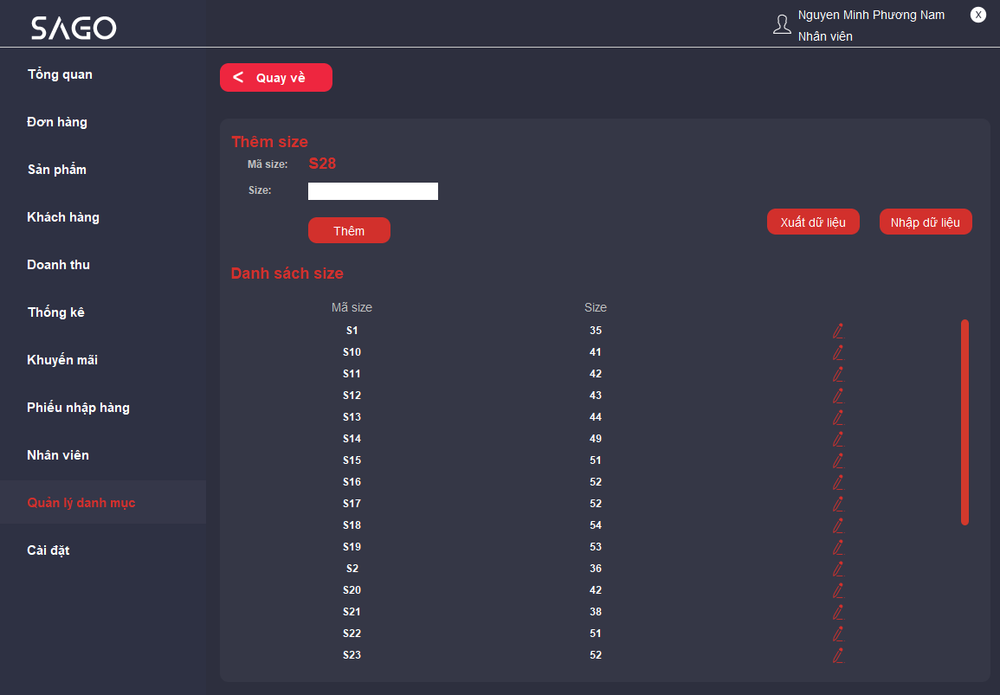 SAGO
Nguyen Minh Phương Nam
X
Nhân viên
Tổng quan
Đơn hàng
Sản phẩm
Khách hàng
Doanh thu
Thống kê
Khuyến mãi
Phiếu nhập hàng
Nhân viên
Quản lý danh mục
Cài đặt
< Quay về
Thêm size
Mã size: S28
Size:
Thêm
Xuất dữ liệu
Nhập dữ liệu
Danh sách size
Mã size Size
S1 35
S10 41
S11 42
S12 43
S13 44
S14 49
S15 51
S16 52
S17 52
S18 54
S19 53
S2 36
S20 42
S21 38
S22 51
S23 52